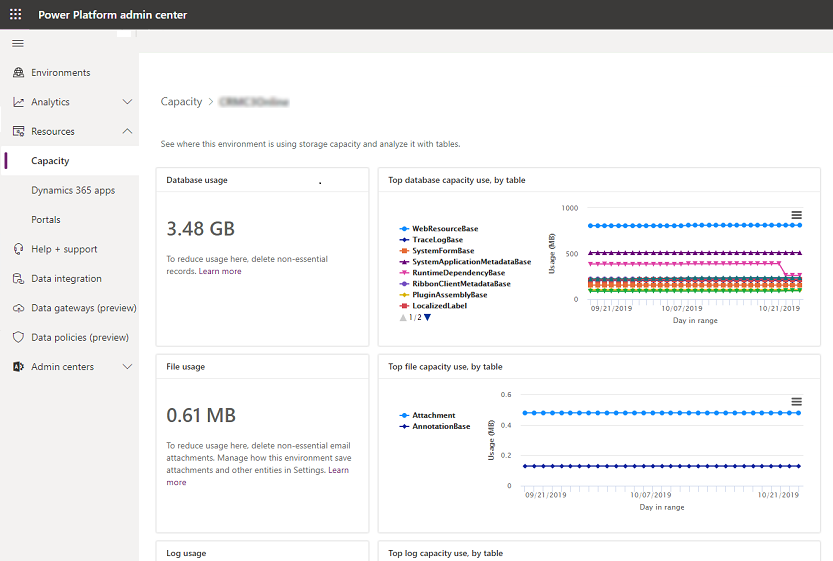 Power Platform admin center
Environments
Analytics
Resources
Capacity
Dynamics 365 apps
Portals
Help + support
Data integration
Data gateways (preview)
Data policies (preview)
Admin centers
Capacity >
See where this environment is using storage capacity and analyze it with tables.
Database usage
3.48 GB
To reduce usage here, delete non-essential
records. Learn more
Top database capacity use, by table
WebResourceBase
TraceLogBase
SystemFormBase
SystemApplicationMetadataBase
RuntimeDependencyBase
RibbonClientMetadataBase
PluginAssemblyBase
LocalizedLabel
1/2
Usage (MB)
1000
500
0
09/21/2019
10/07/2019
10/21/2019
Day in range
File usage
0.61 MB
To reduce usage here, delete non-essential email
attachments. Manage how this environment save
attachments and other entities in Settings. Learn
more
Top file capacity use, by table
Attachment
AnnotationBase
Usage (MB)
0.6
0.4
0.2
0
09/21/2019
10/07/2019
10/21/2019
Day in range
Log usage
Top log capacity use, by table